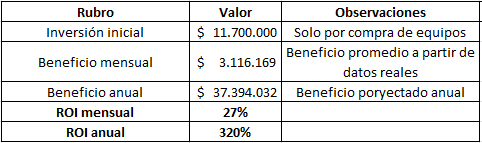 Rubro Valor Observaciones
Inversión inicial $ 11.700.000 Solo por compra de equipos
Beneficio mensual $ 3.116.169 Beneficio promedio a partir de
datos reales
Beneficio anual $ 37.394.032 Beneficio poryectado anual
ROI mensual 27%
ROI anual 320%